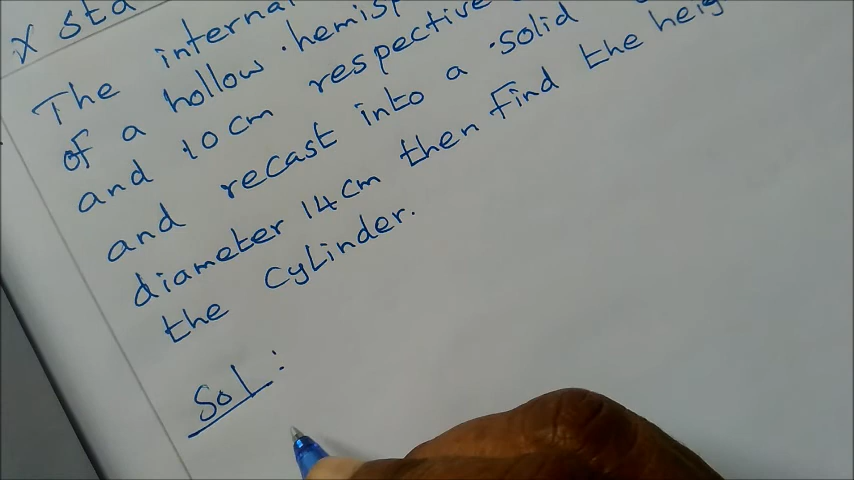 X Sta
The internal
of a hollow hemisp
and 10cm respective
and recast into a solid
diameter 14cm then find the heig
the cylinder.
Sol: